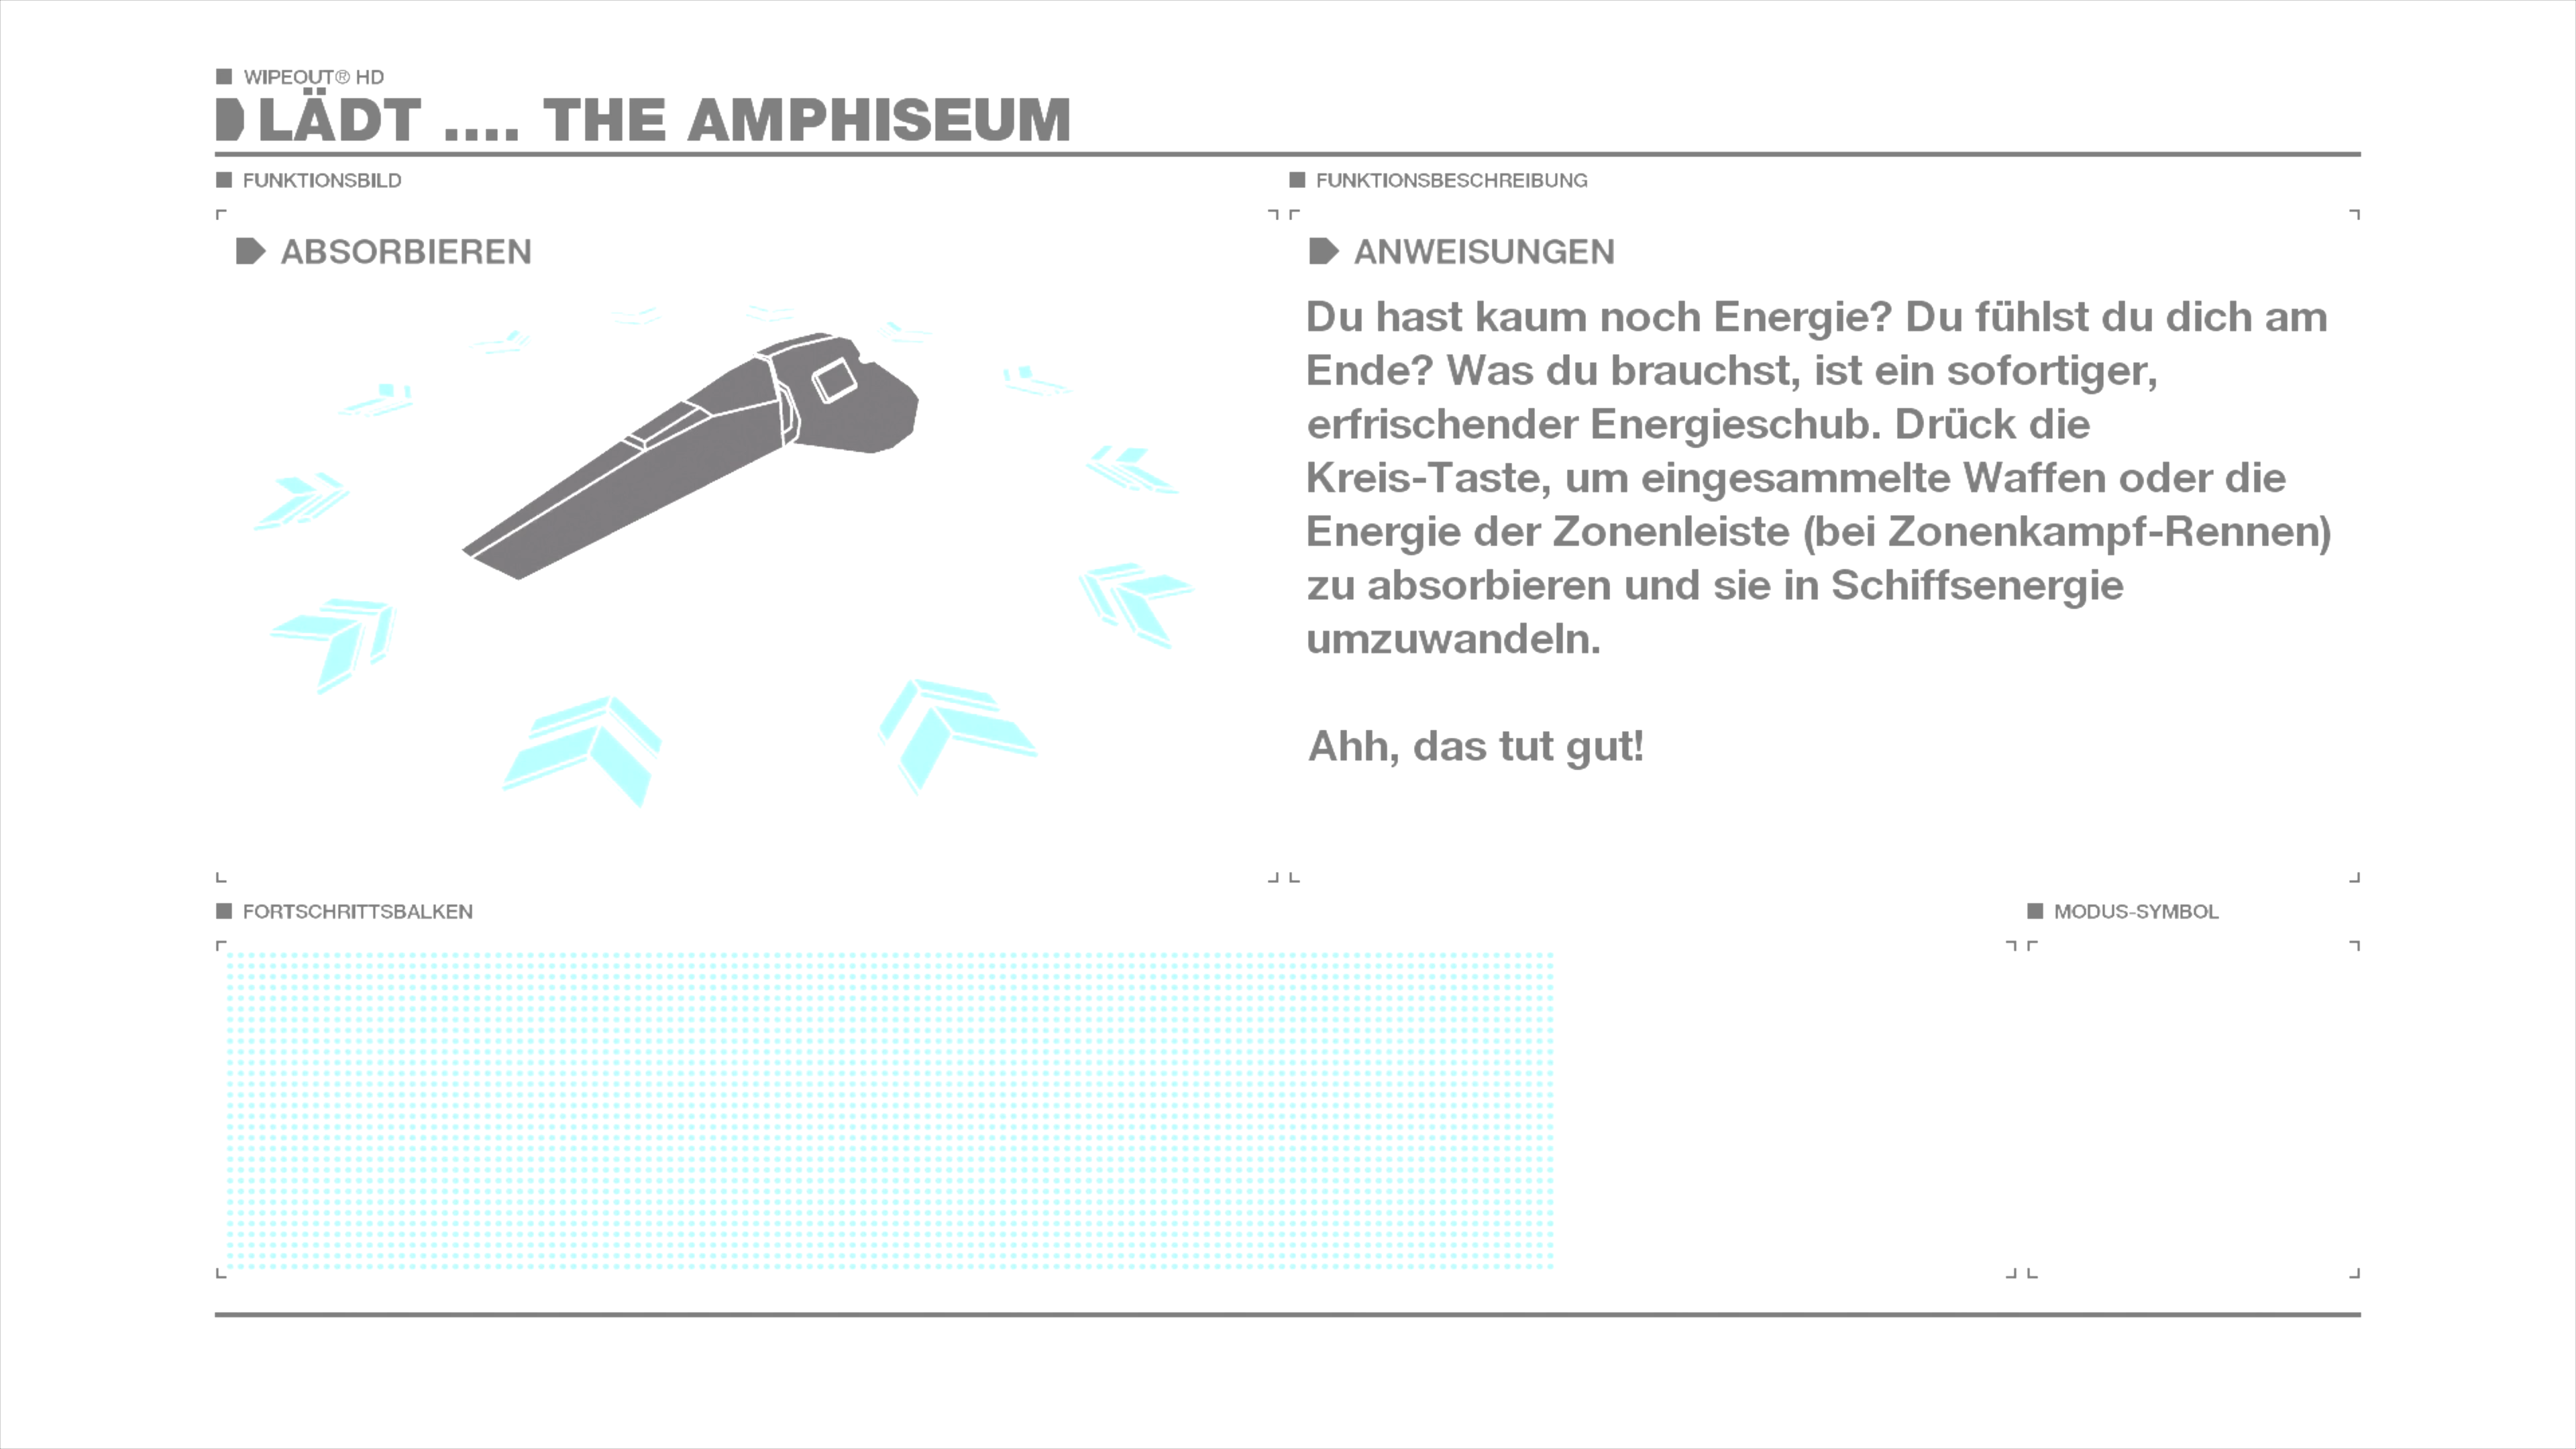 WIPEOUT® HD
LÄDT .... THE AMPHISEUM
FUNKTIONSBILD
ABSORBIEREN
FUNKTIONSBESCHREIBUNG
ANWEISUNGEN
Du hast kaum noch Energie? Du fühlst du dich am
Ende? Was du brauchst, ist ein sofortiger,
erfrischender Energieschub. Drück die
Kreis-Taste, um eingesammelte Waffen oder die
Energie der Zonenleiste (bei Zonenkampf-Rennen)
zu absorbieren und sie in Schiffsenergie
umzuwandeln.
Ahh, das tut gut!
FORTSCHRITTSBALKEN
MODUS-SYMBOL